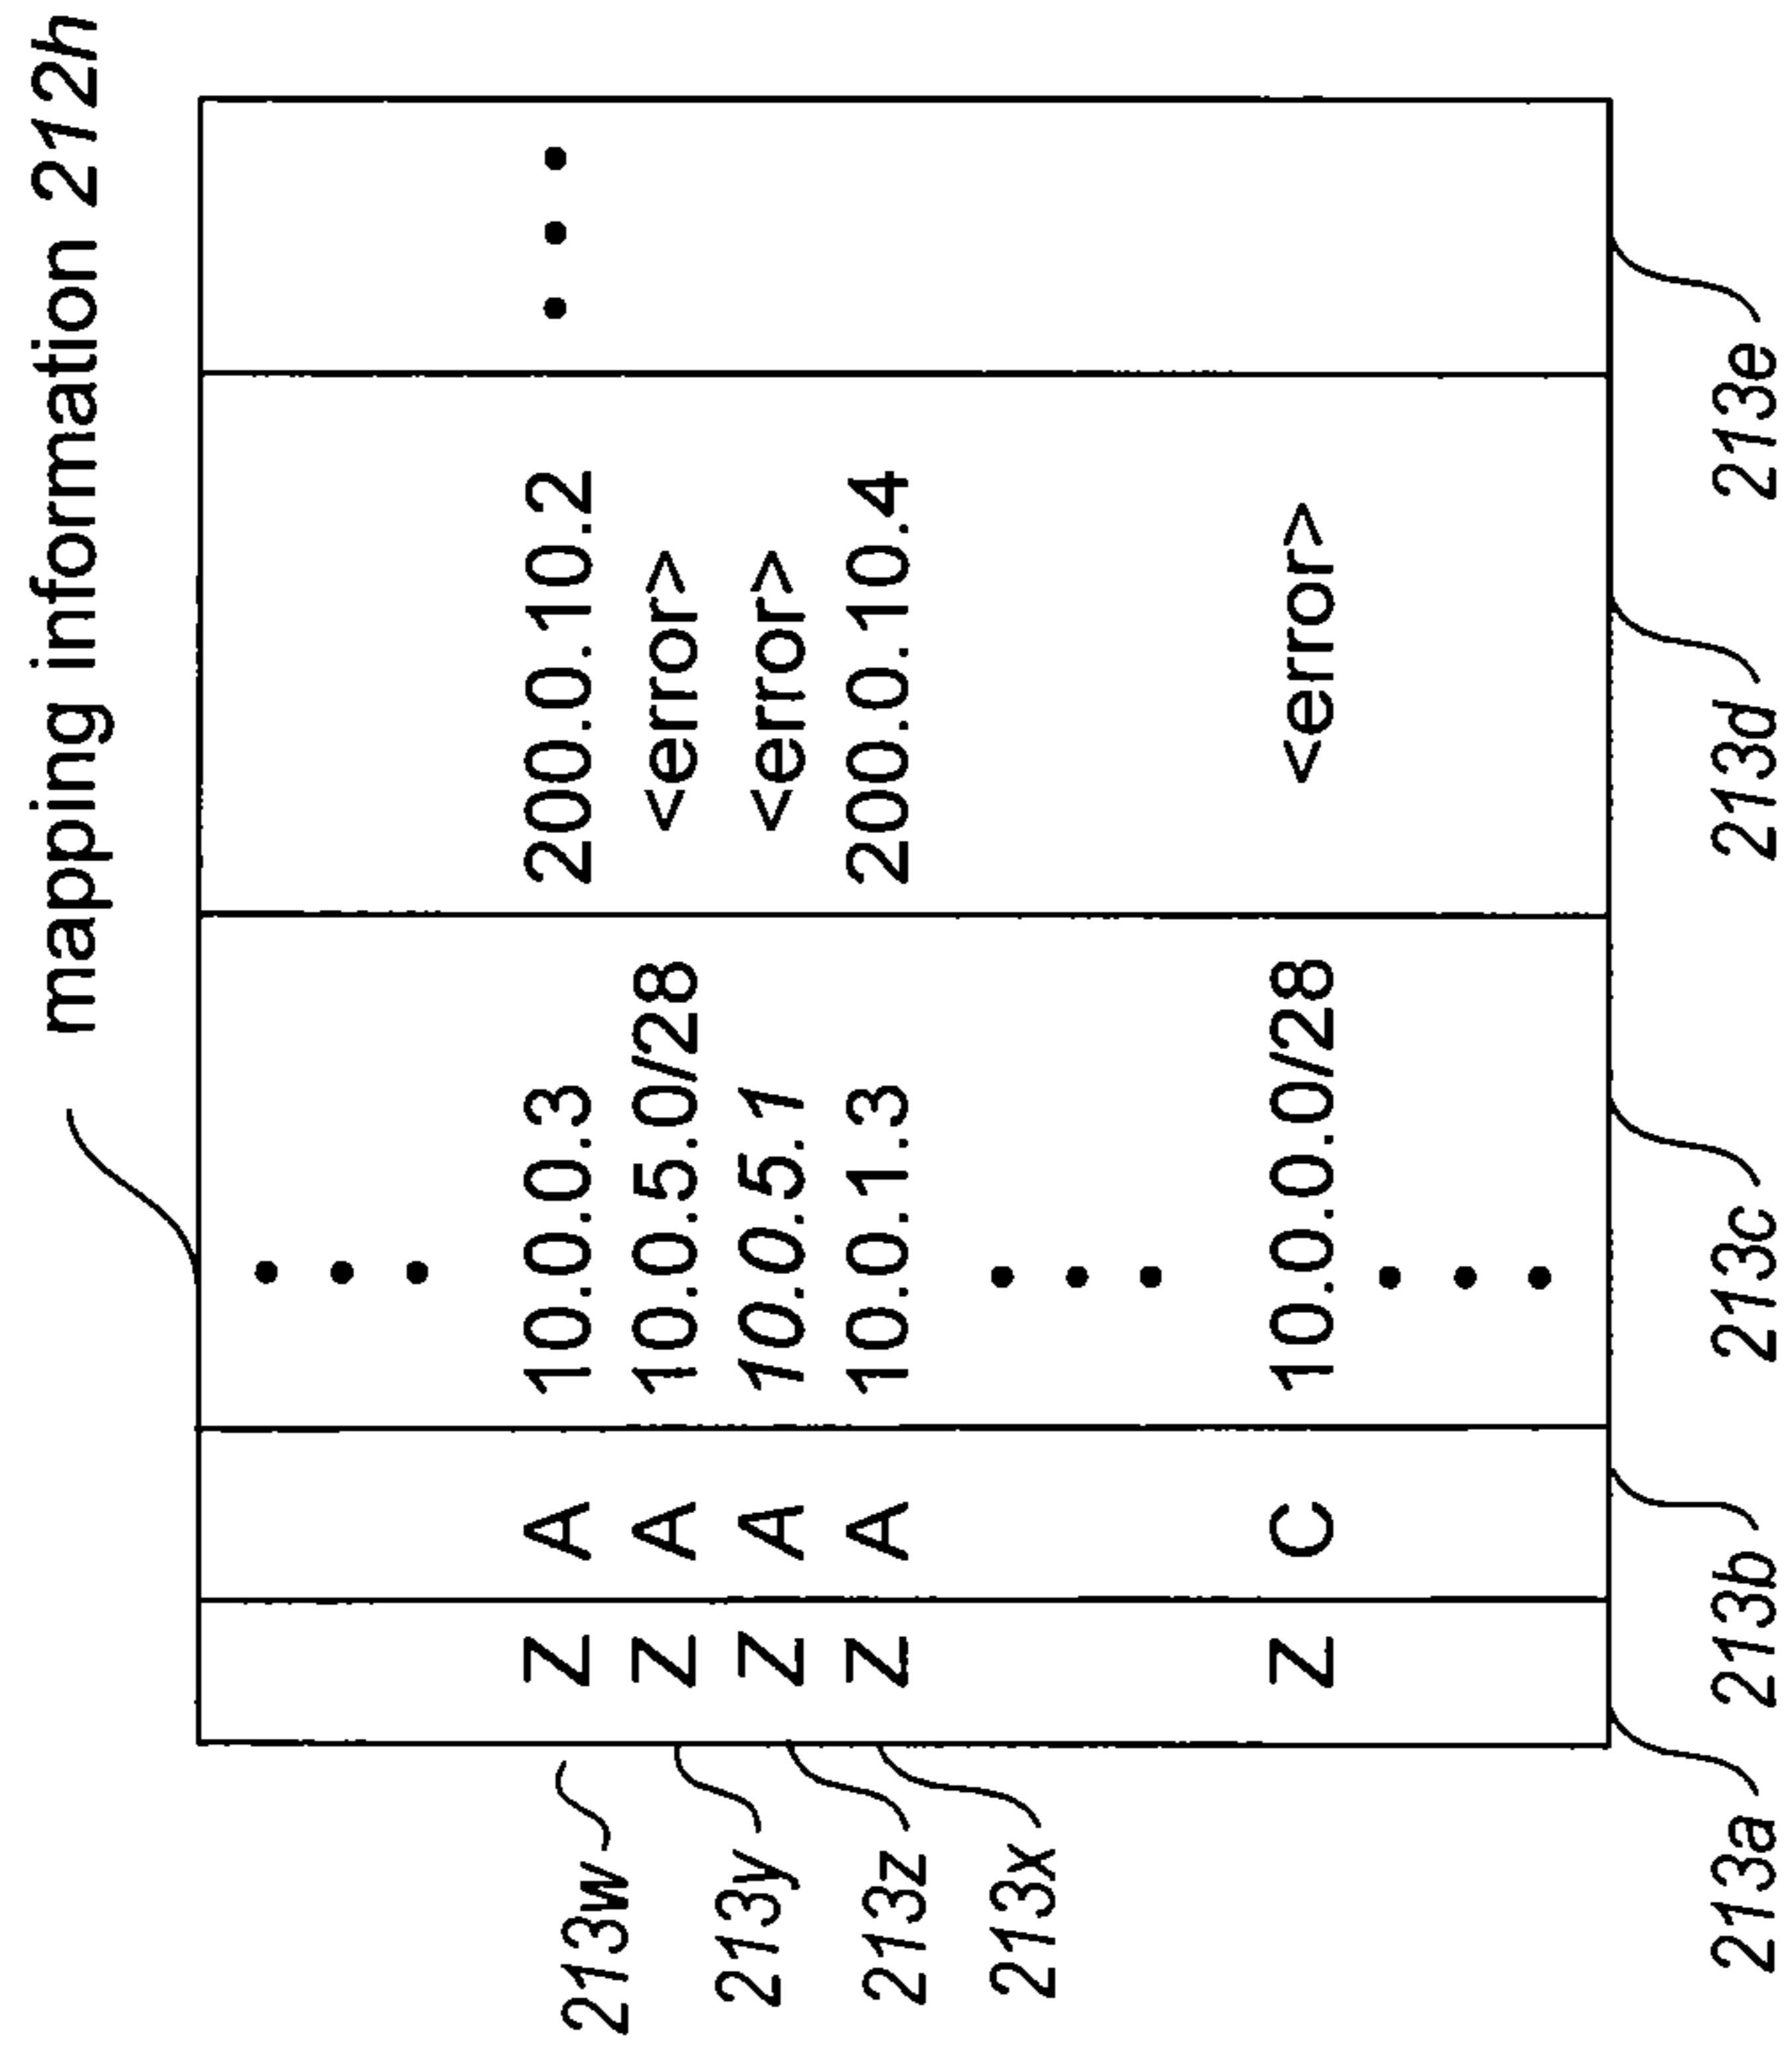 mapping information 212h
• • •
213w Z A 10.0.0.3 200.0.10.2 • • •
213y Z A 10.0.5.0/28 <error>
213z Z A 10.0.5.1 <error>
213x Z A 10.0.1.3 200.0.10.4
• • •
Z C 10.0.0.0/28 <error>
• • •
213a 213b 213c 213d 213e